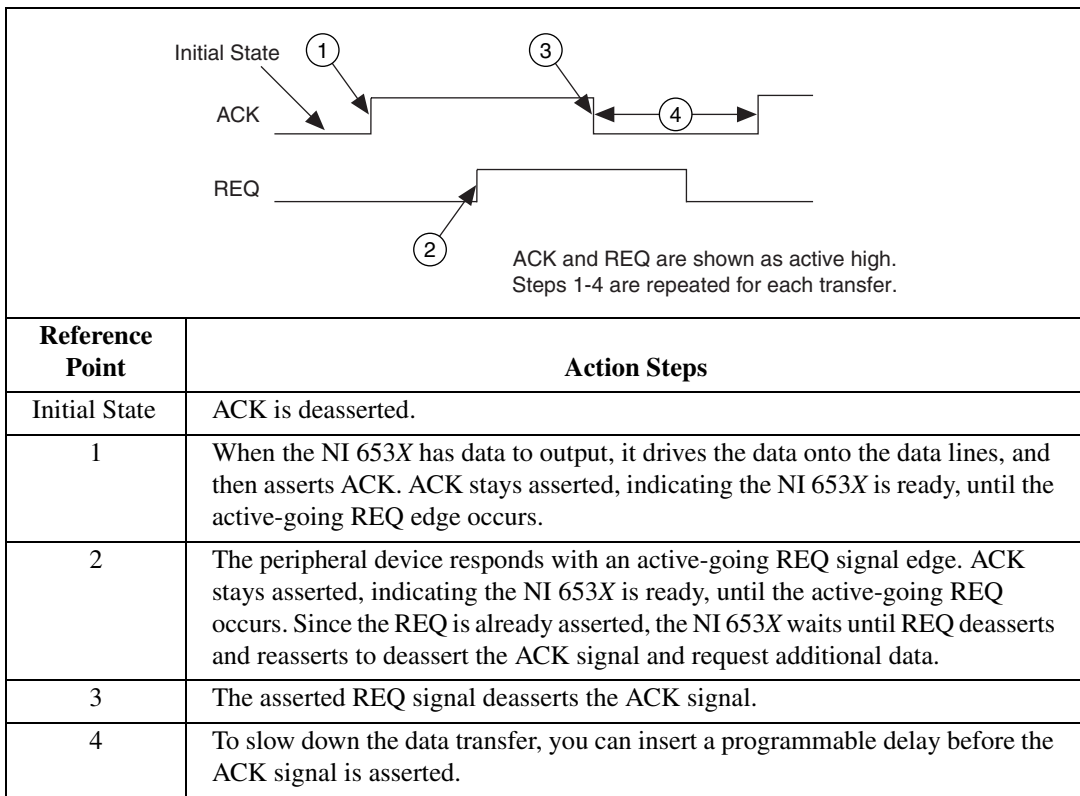 Initial State
1
3
ACK
4
REQ
2
ACK and REQ are shown as active high.
Steps 1-4 are repeated for each transfer.
Reference
Point
Action Steps
Initial State
ACK is deasserted.
1
When the NI 653X has data to output, it drives the data onto the data lines, and
then asserts ACK. ACK stays asserted, indicating the NI 653X is ready, until the
active-going REQ edge occurs.
2
The peripheral device responds with an active-going REQ signal edge. ACK
stays asserted, indicating the NI 653X is ready, until the active-going REQ
occurs. Since the REQ is already asserted, the NI 653X waits until REQ deasserts
and reasserts to deassert the ACK signal and request additional data.
3
The asserted REQ signal deasserts the ACK signal.
4
To slow down the data transfer, you can insert a programmable delay before the
ACK signal is asserted.